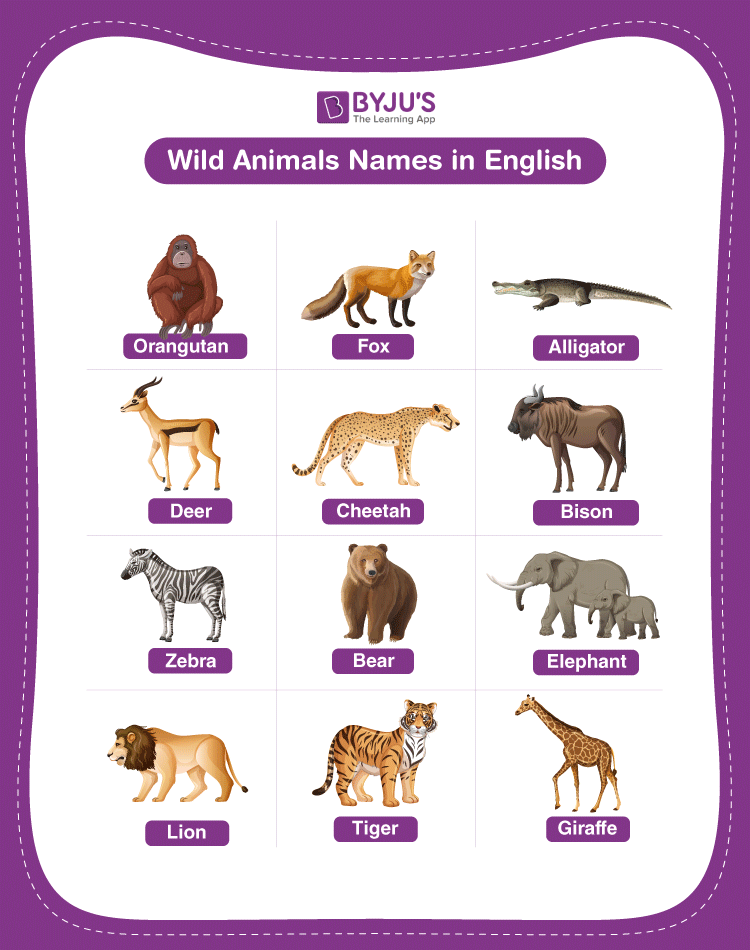 BYJU'S
The Learning App
Wild Animals Names in English
Orangutan
Fox
Alligator
Deer
Cheetah
Bison
Zebra
Bear
Elephant
Lion
Tiger
Giraffe